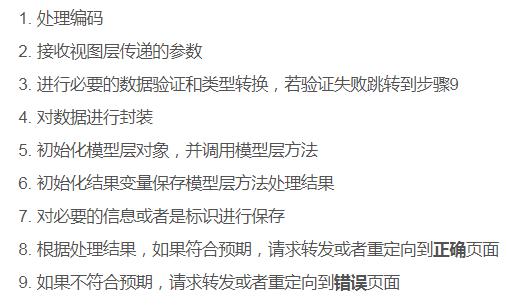 1. 处理编码
2. 接收视图层传递的参数
3. 进行必要的数据验证和类型转换，若验证失败跳转到步骤9
4. 对数据进行封装
5. 初始化模型层对象，并调用模型层方法
6. 初始化结果变量保存模型层方法处理结果
7. 对必要的信息或者是标识进行保存
8. 根据处理结果，如果符合预期，请求转发或者重定向到正确页面
9. 如果不符合预期，请求转发或者重定向到错误页面